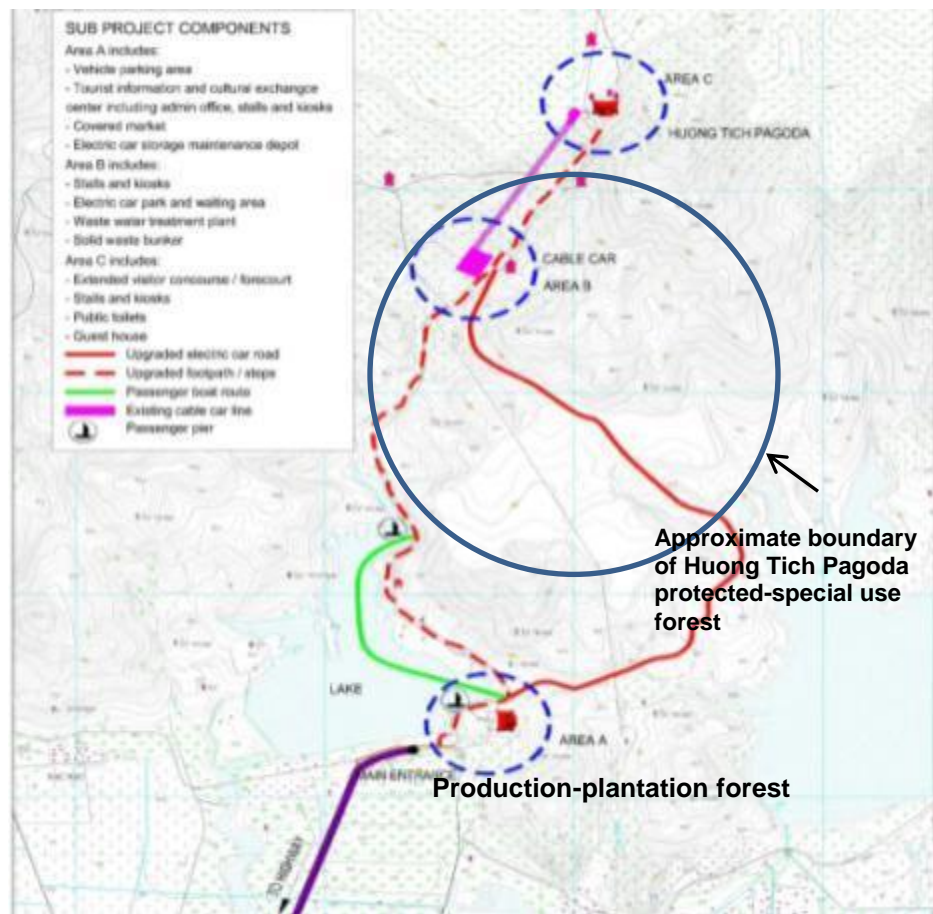 SUB PROJECT COMPONENTS
Area A includes:
- Vehicle parking area
- Tourist information and cultural exchangce
center including admin office, stalls and kiosks
- Covered market
- Electric car storage maintenance depot
Area B includes:
- Stalls and kiosks
- Electric car park and waiting area
- Waste water treatment plant
- Solid waste bunker
Area C includes:
- Extended visitor concourse / forecourt
- Stalls and kiosks
- Public toilets
- Guest house
Upgraded electric car road
Upgraded footpath / steps
Passenger boat route
Existing cable car line
Passenger pier
AREA C
HUONG TICH PAGODA
CABLE CAR
AREA B
Approximate boundary
of Huong Tich Pagoda
protected-special use
forest
LAKE
AREA A
MAIN ENTRANCE
Production-plantation forest
TO HIGHWAY